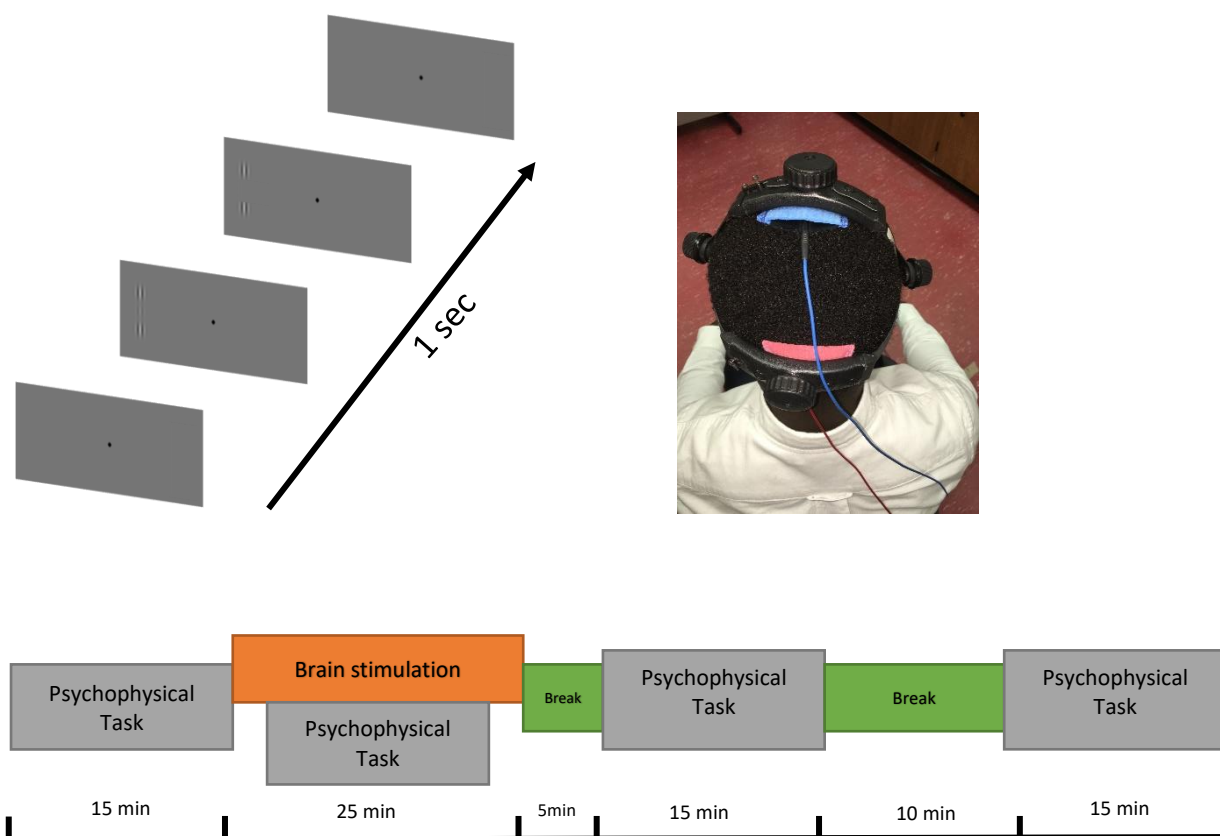 1 sec
Brain stimulation
Psychophysical
Task
Psychophysical
Task
Break
Psychophysical
Task
Break
Psychophysical
Task
15 min
25 min
5min
15 min
10 min
15 min